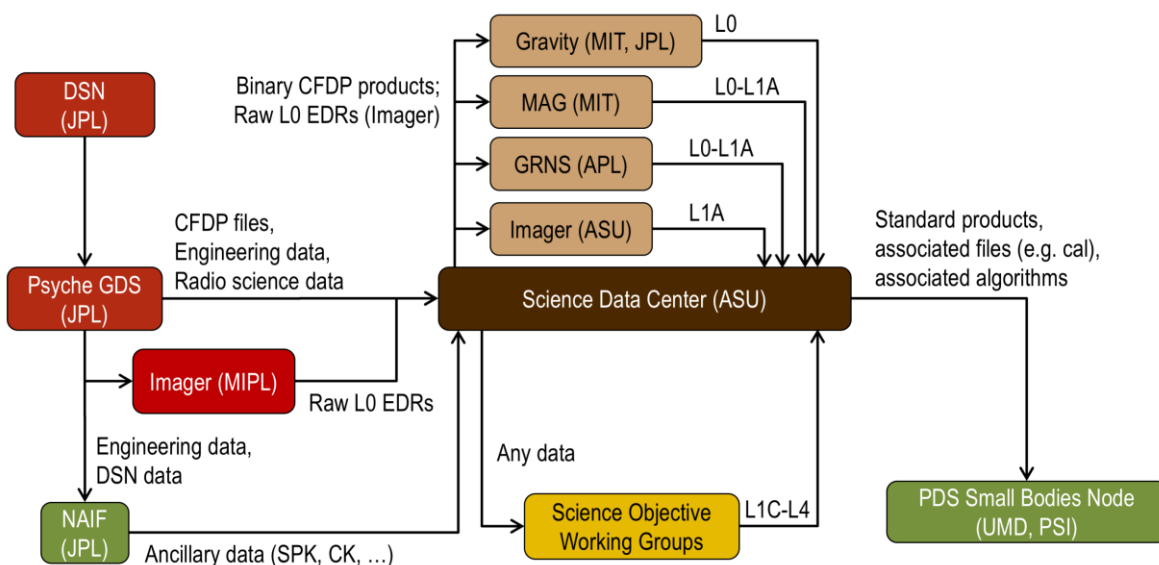 Gravity (MIT, JPL)
L0
Binary CFDP products;
Raw L0 EDRs (Imager)
DSN
(JPL)
MAG (MIT)
L0-L1A
GRNS (APL)
L0-L1A
Imager (ASU)
L1A
CFDP files,
Engineering data,
Radio science data
Standard products,
associated files (e.g. cal),
associated algorithms
Psyche GDS
(JPL)
Science Data Center (ASU)
Imager (MIPL)
Raw L0 EDRs
Engineering data,
DSN data
Any data
NAIF
(JPL)
Ancillary data (SPK, CK, …)
Science Objective
Working Groups
L1C-L4
PDS Small Bodies Node
(UMD, PSI)